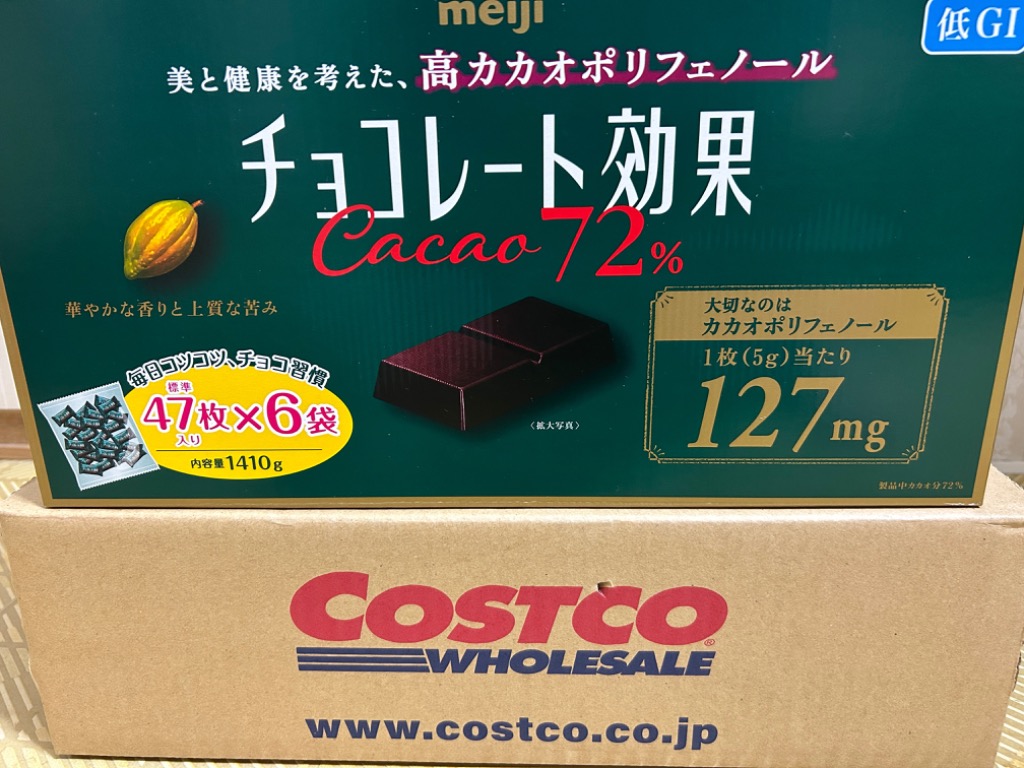 meiji
低GI
美と健康を考えた、高カカオポリフェノール
チョコレート効果
Cacao 72%
華やかな香りと上質な苦み
毎日コツコツ、チョコ習慣
標準
47枚×6袋
入り
内容量1410g
〈拡大写真〉
大切なのは
カカオポリフェノール
1枚(5g)当たり
127mg
製品中カカオ分72%
COSTCO®
WHOLESALE
www.costco.co.jp